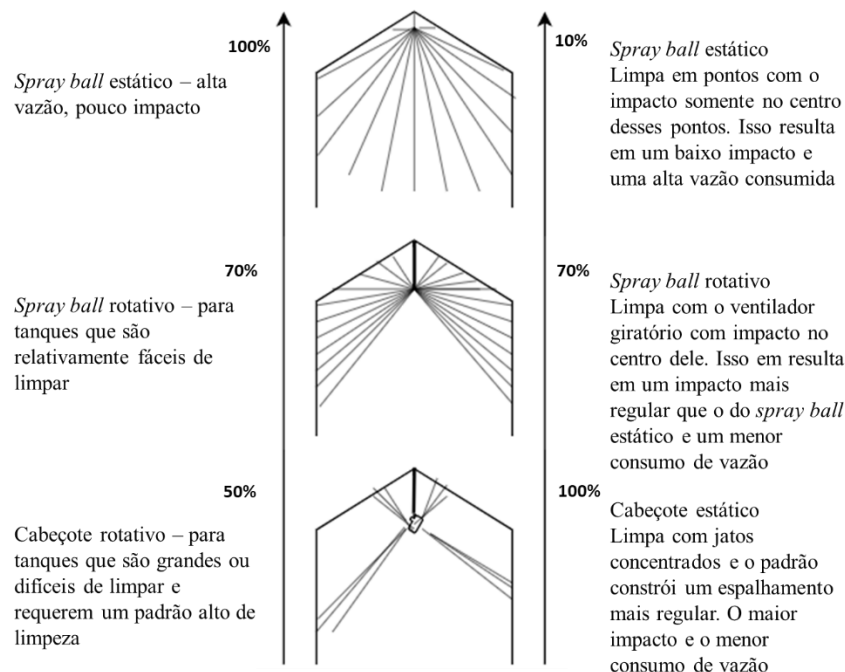 100%
Spray ball estático – alta
vazão, pouco impacto
10%
Spray ball estático
Limpa em pontos com o
impacto somente no centro
desses pontos. Isso resulta
em um baixo impacto e
uma alta vazão consumida
70%
Spray ball rotativo – para
tanques que são
relativamente fáceis de
limpar
70%
Spray ball rotativo
Limpa com o ventilador
giratório com impacto no
centro dele. Isso em resulta
em um impacto mais
regular que o do spray ball
estático e um menor
consumo de vazão
50%
Cabeçote rotativo – para
tanques que são grandes ou
difíceis de limpar e
requerem um padrão alto de
limpeza
100%
Cabeçote estático
Limpa com jatos
concentrados e o padrão
constrói um espalhamento
mais regular. O maior
impacto e o menor
consumo de vazão